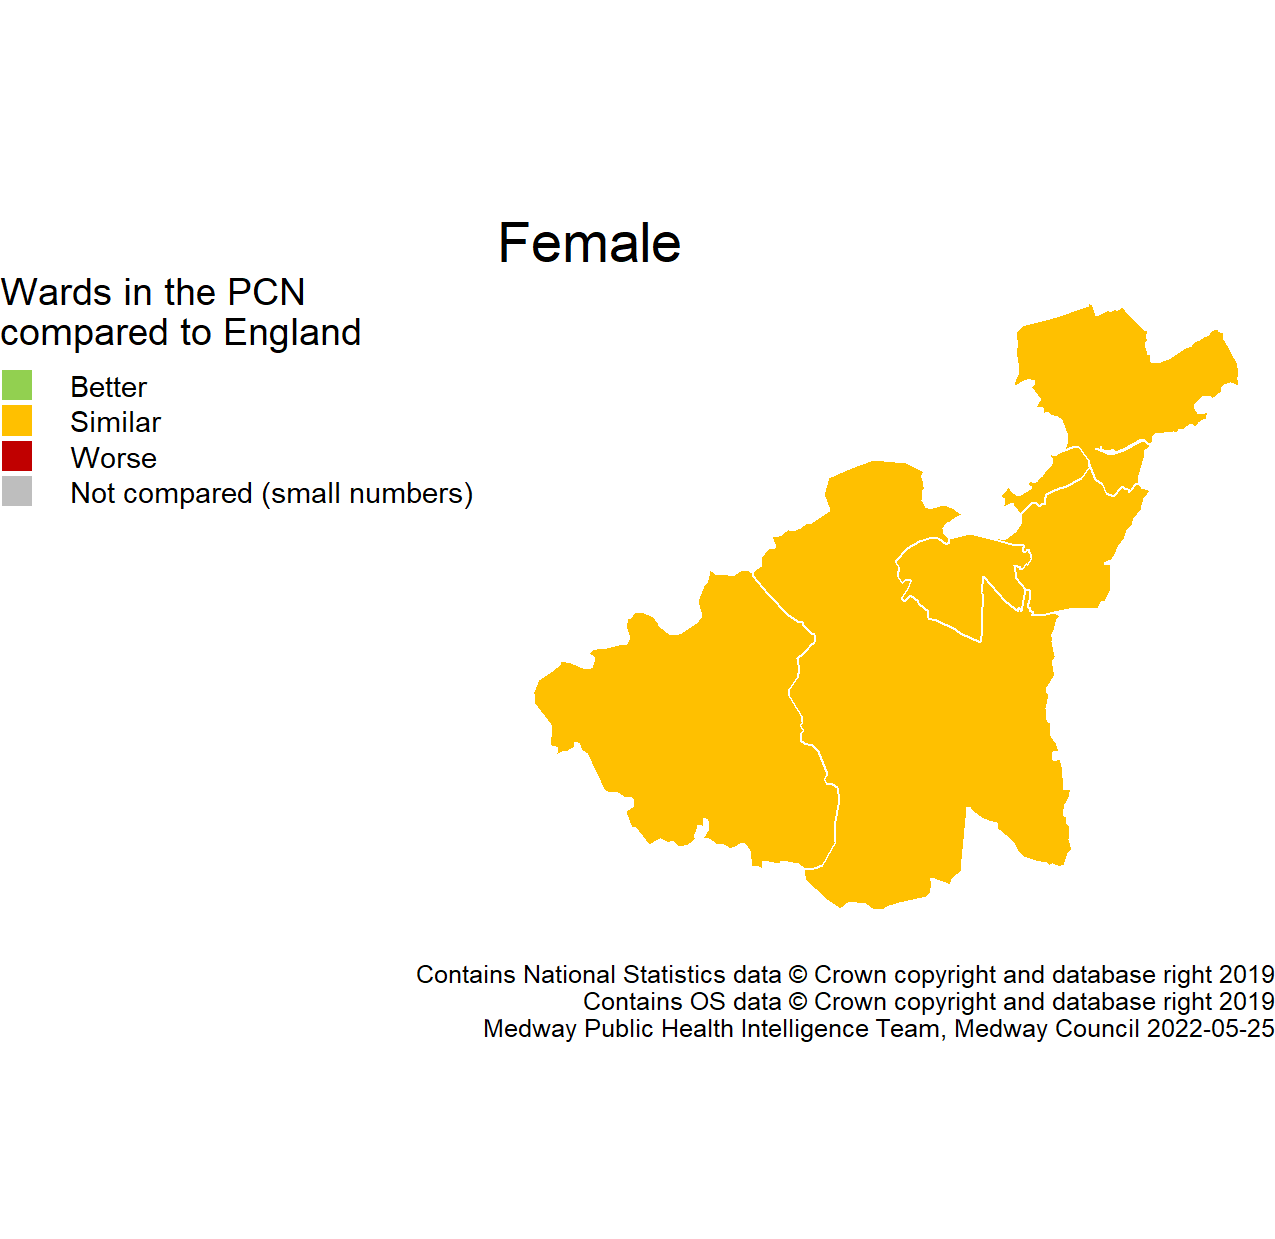 Female
Wards in the PCN
compared to England
Better
Similar
Worse
Not compared (small numbers)
Contains National Statistics data © Crown copyright and database right 2019
Contains OS data © Crown copyright and database right 2019
Medway Public Health Intelligence Team, Medway Council 2022-05-25